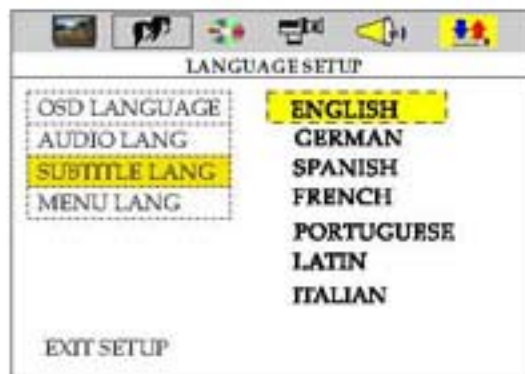 LANGUAGE SETUP
OSD LANGUAGE
AUDIO LANG
SUBTITLE LANG
MENU LANG
ENGLISH
GERMAN
SPANISH
FRENCH
PORTUGUESE
LATIN
ITALIAN
EXIT SETUP